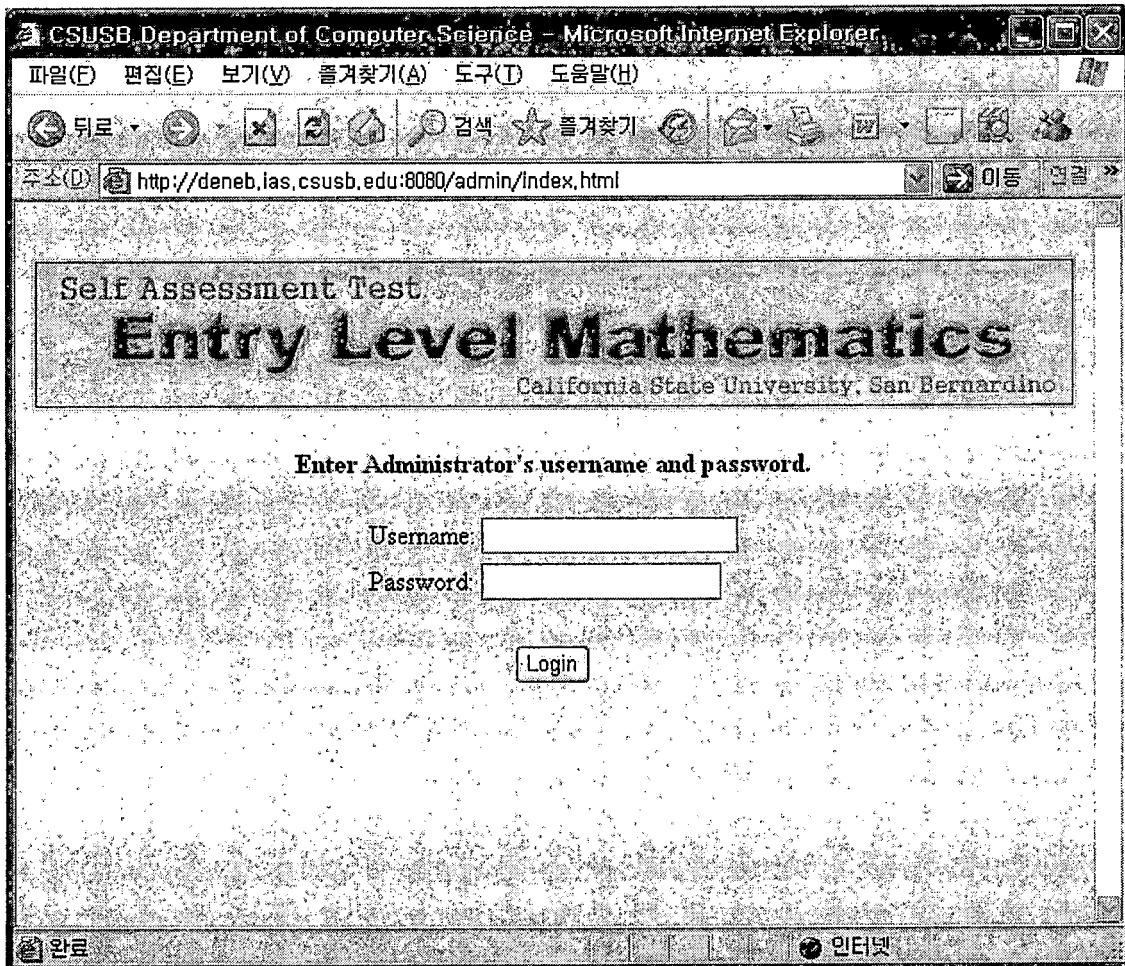 CSUSB Department of Computer Science - Microsoft Internet Explorer
파일(F) 편집(E) 보기(V) 즐겨찾기(A) 도구(T) 도움말(H)
뒤로 검색 즐겨찾기
주소(D) http://deneb.ias.csusb.edu:8080/admin/index.html 이동 연결 »
Self Assessment Test
Entry Level Mathematics
California State University, San Bernardino
Enter Administrator's username and password.
Username:
Password:
Login
완료 인터넷